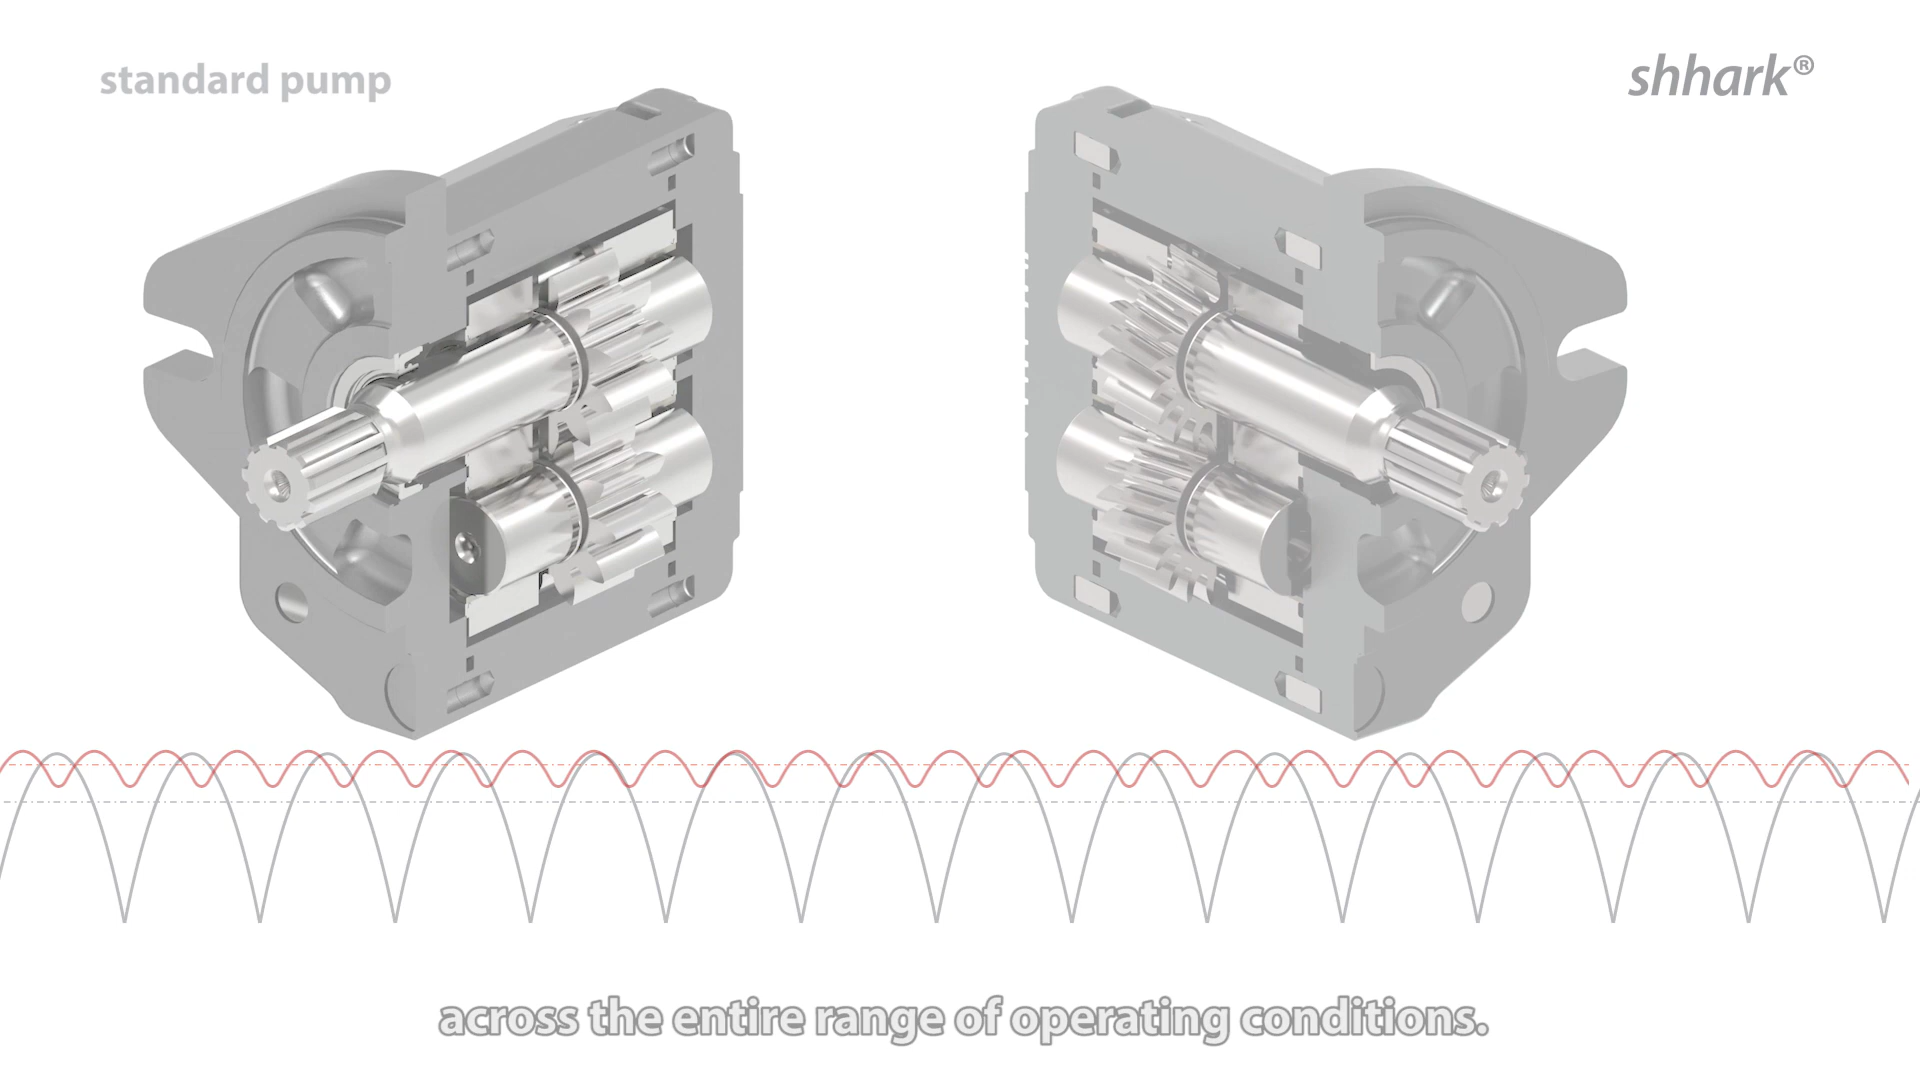 standard pump
shhark®
across the entire range of operating conditions.